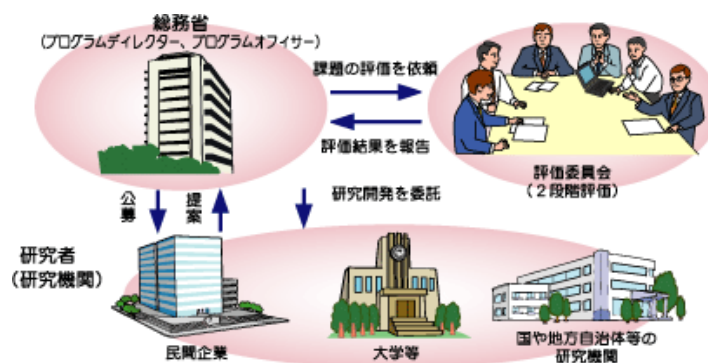 総務省
(プログラムディレクター、プログラムオフィサー)
課題の評価を依頼
評価結果を報告
評価委員会
(2段階評価)
公募
提案
研究開発を委託
研究者
(研究機関)
民間企業
大学等
国や地方自治体等の
研究機関